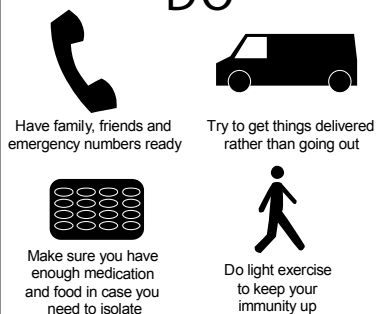 DO
Have family, friends and
emergency numbers ready
Try to get things delivered
rather than going out
Make sure you have
enough medication
and food in case you
need to isolate
Do light exercise
to keep your
immunity up